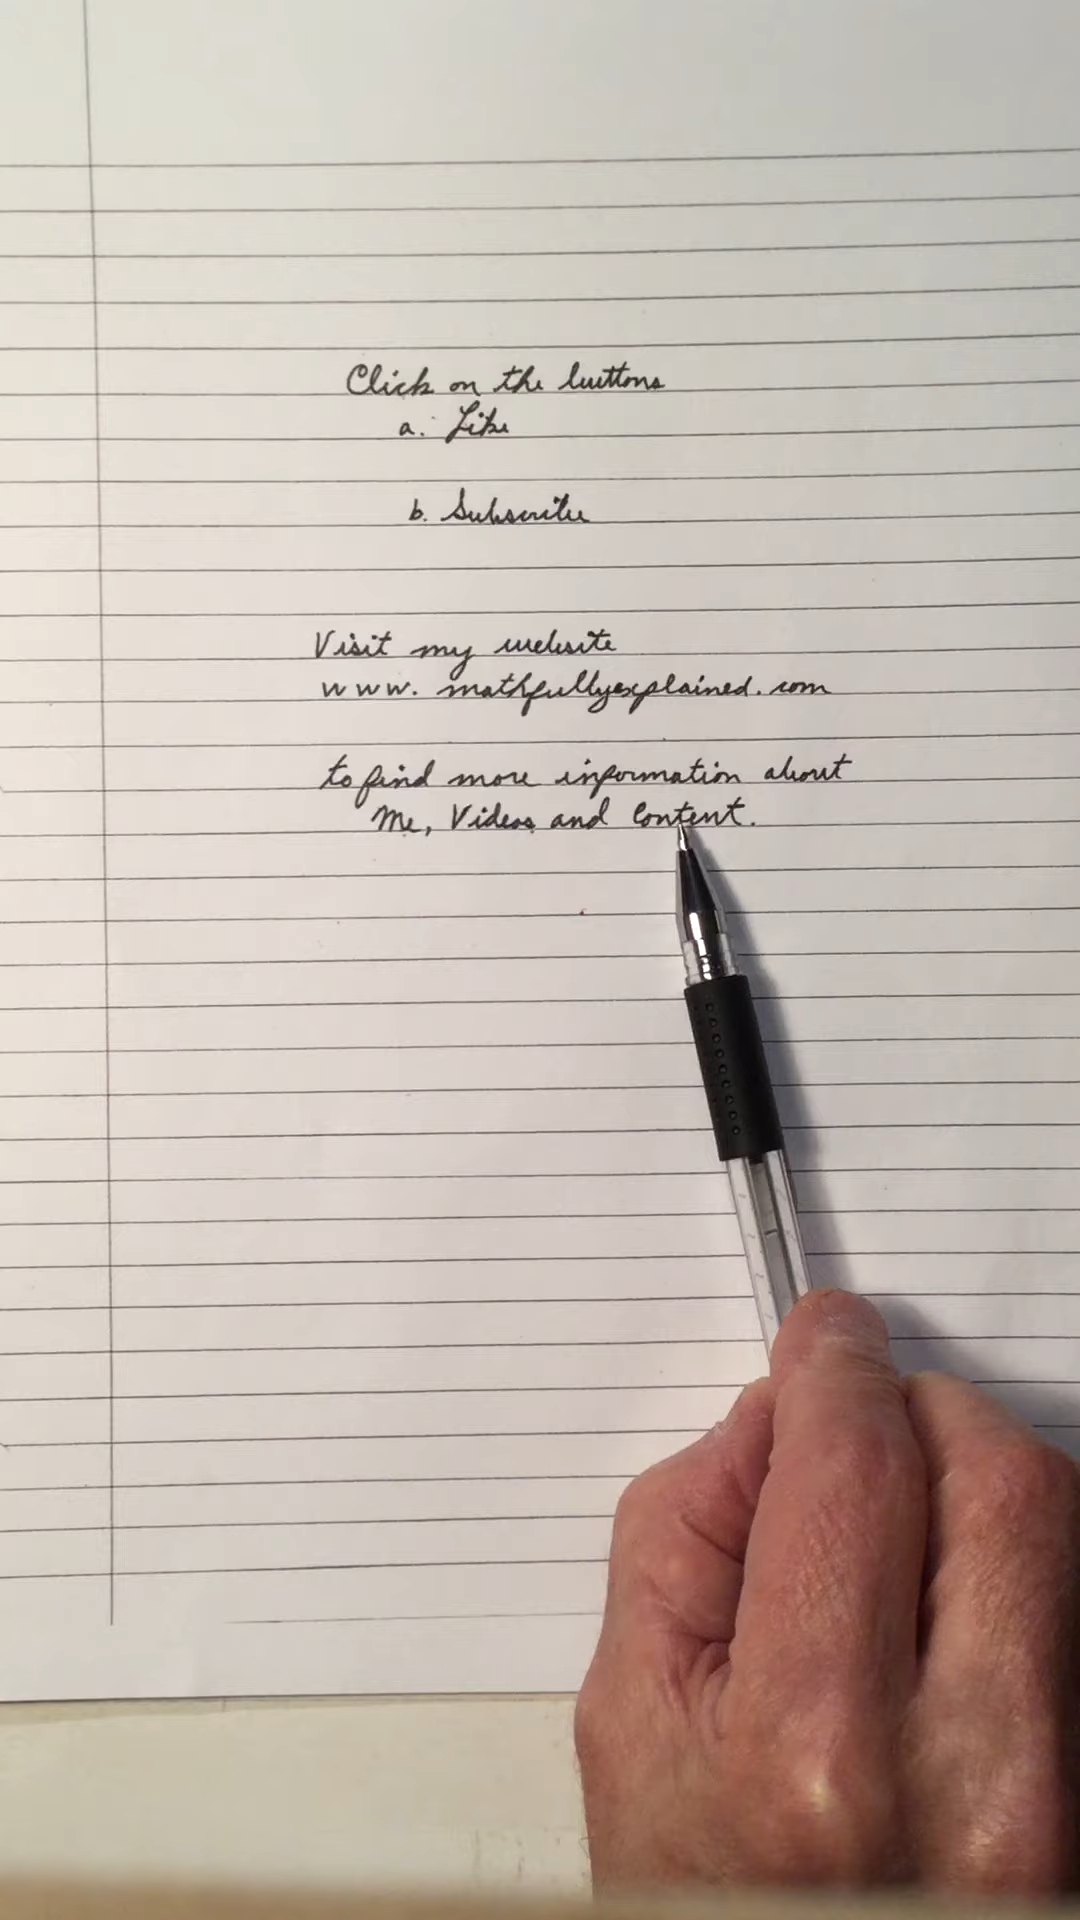 Click on the buttons
a. Like
b. Subscribe
Visit my website
www. mathfullyexplained.com
to find more information about
Me, Videos and Content.